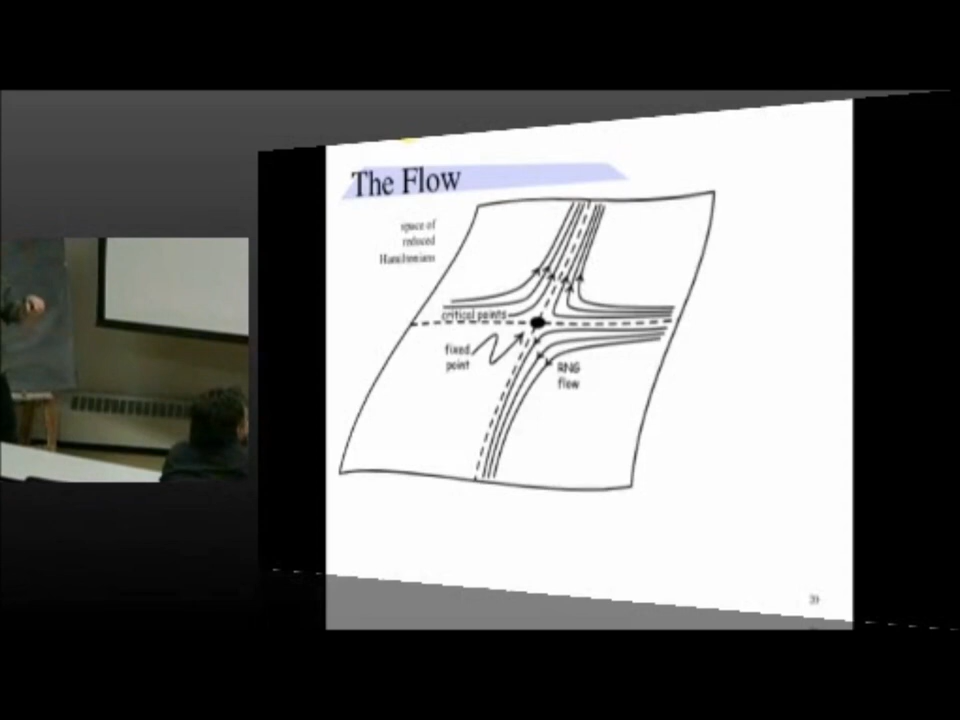 The Flow
space of
reduced
Hamiltonians
critical points
fixed
point
RNG
flow